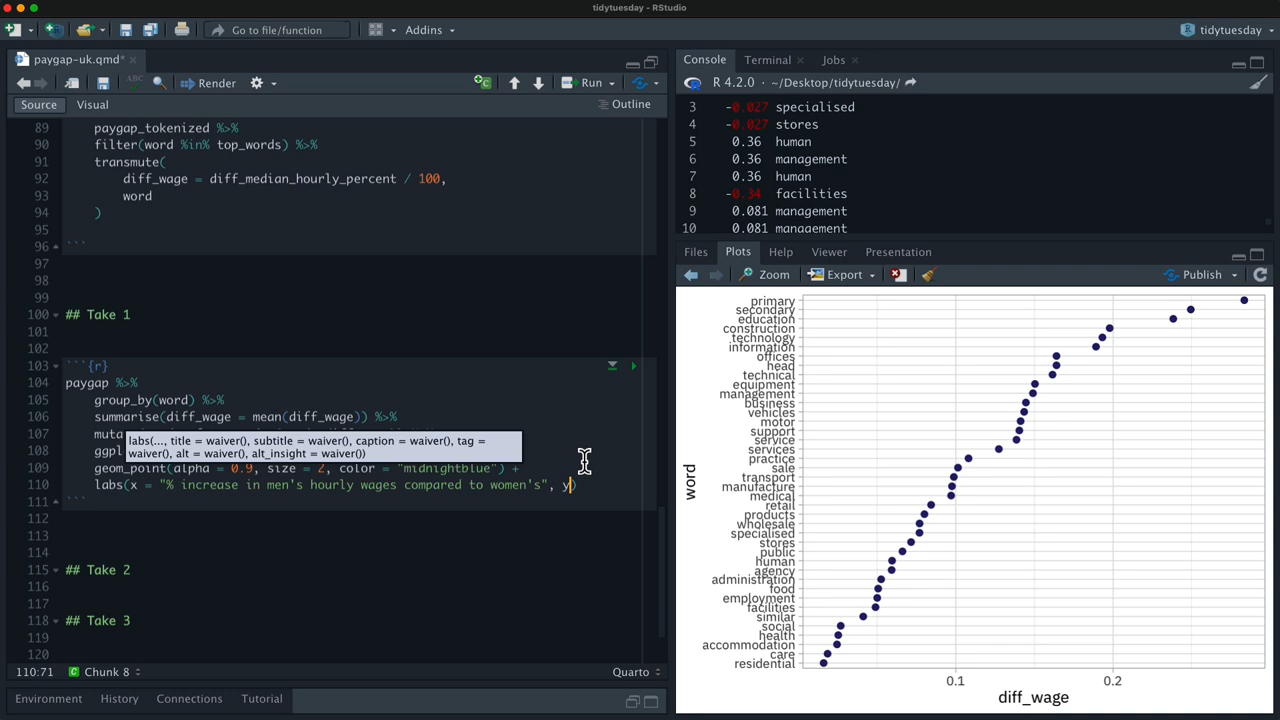 tidytuesday - RStudio
Go to file/function
Addins
tidytuesday
paygap-uk.qmd*
ABC
Render
Run
Source
Visual
Outline
89
paygap_tokenized %>%
90
filter(word %in% top_words) %>%
91
transmute(
92
diff_wage = diff_median_hourly_percent / 100,
93
word
94
)
95
96
```
97
98
99
100
## Take 1
101
102
103
```{r}
104
paygap %>%
105
group_by(word) %>%
106
summarise(diff_wage = mean(diff_wage)) %>%
107
labs(..., title = waiver(), subtitle = waiver(), caption = waiver(), tag =
waiver(), alt = waiver(), alt_insight = waiver())
108
ggpl
109
geom_point(alpha = 0.9, size = 2, color = "midnightblue") +
110
labs(x = "% increase in men's hourly wages compared to women's", y)
111
```
112
113
114
115
## Take 2
116
117
118
## Take 3
119
120
110:71
Chunk 8
Quarto
Environment
History
Connections
Tutorial
Console
Terminal
Jobs
R 4.2.0 · ~/Desktop/tidytuesday/
3 -0.027 specialised
4 -0.027 stores
5 0.36 human
6 0.36 management
7 0.36 human
8 -0.34 facilities
9 0.081 management
10 0.081 management
Files
Plots
Help
Viewer
Presentation
Zoom
Export
Publish
primary
secondary
education
construction
technology
information
offices
head
technical
equipment
management
business
vehicles
motor
support
service
services
practice
sale
transport
manufacture
medical
retail
products
wholesale
specialised
stores
public
human
agency
administration
food
employment
facilities
similar
social
health
accommodation
care
residential
word
0.1
0.2
diff_wage